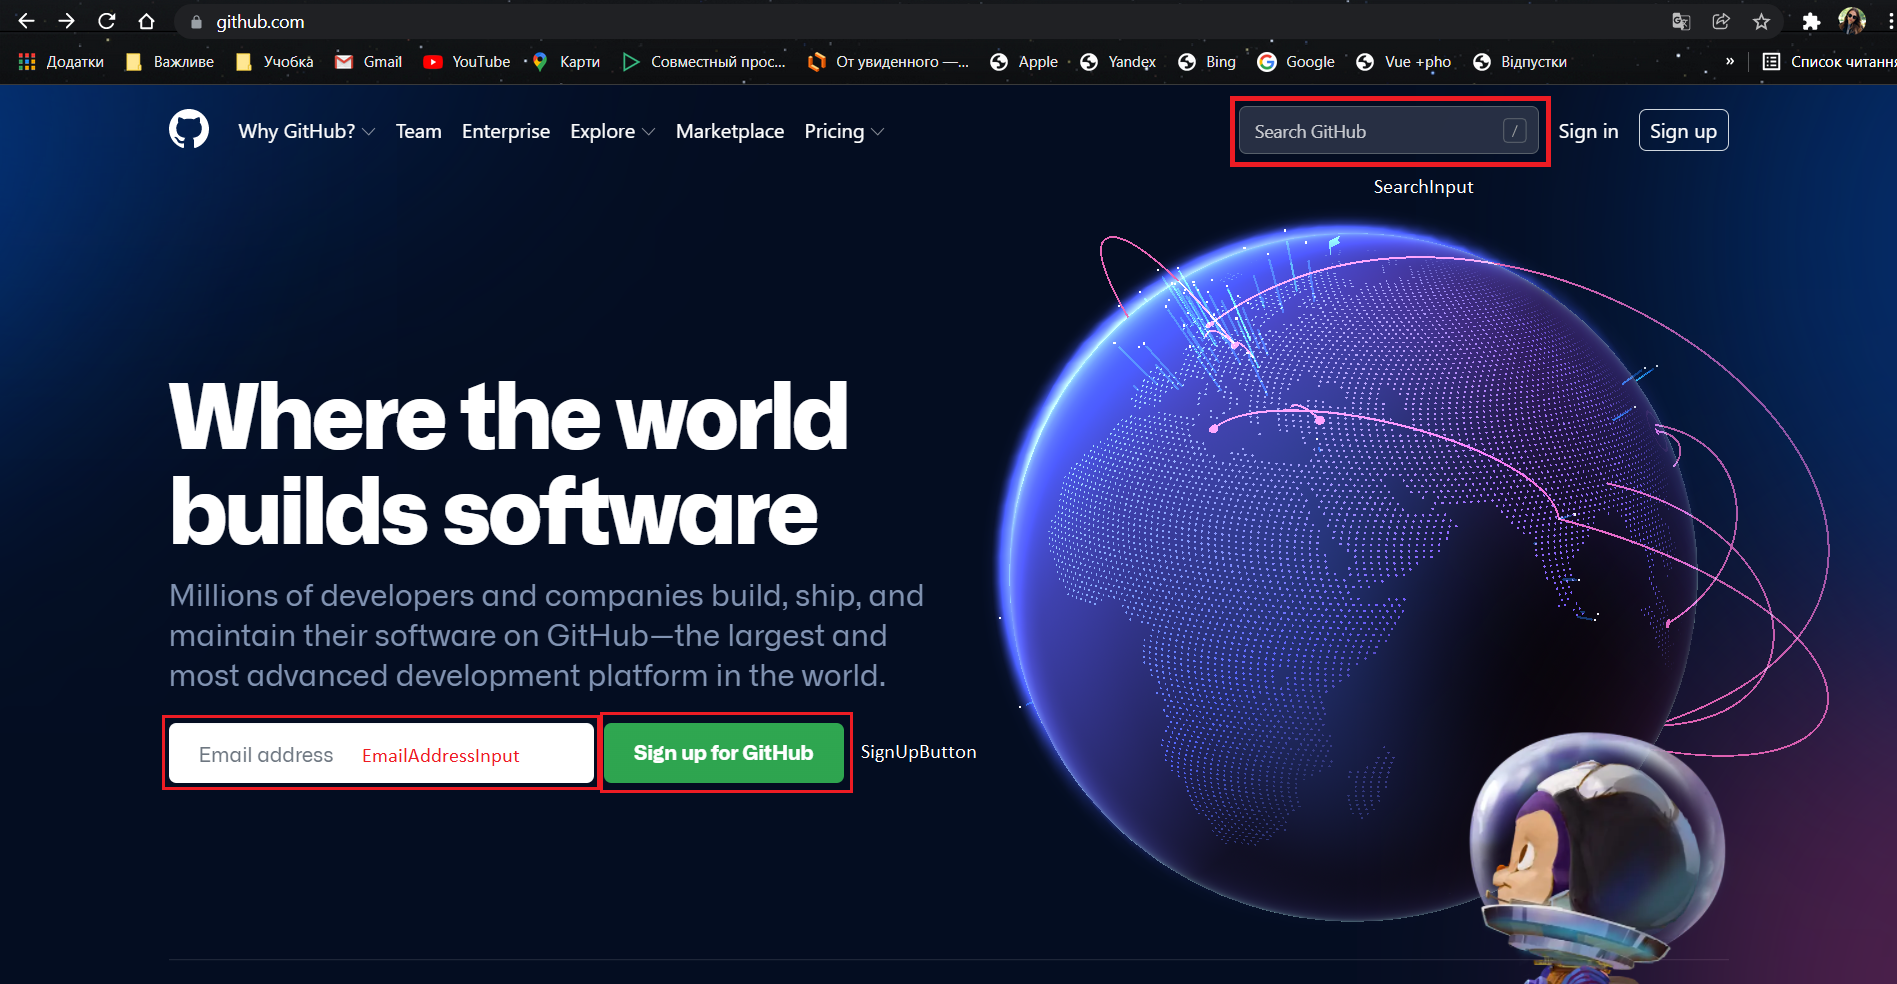 github.com
Додатки Важливе Учобка Gmail YouTube Карти Совместный прос... От увиденного —... Apple Yandex Bing Google Vue +pho Відпустки » Список читанн
Why GitHub? Team Enterprise Explore Marketplace Pricing Search GitHub / Sign in Sign up
SearchInput
Where the world
builds software
Millions of developers and companies build, ship, and
maintain their software on GitHub—the largest and
most advanced development platform in the world.
Email address EmailAddressInput Sign up for GitHub SignUpButton